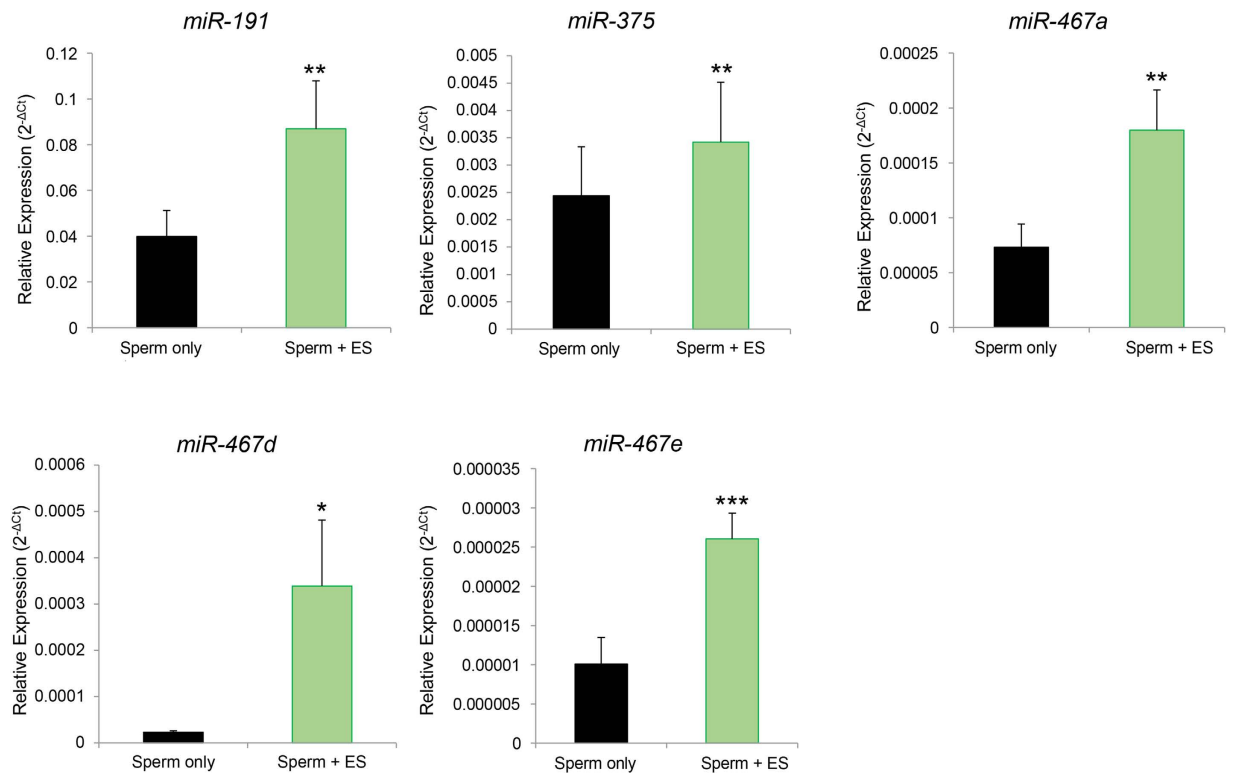 miR-191
Relative Expression (2-ΔCt)
0.12
0.1
0.08
0.06
0.04
0.02
0
**
Sperm only
Sperm + ES
miR-375
Relative Expression (2-ΔCt)
0.005
0.0045
0.004
0.0035
0.003
0.0025
0.002
0.0015
0.001
0.0005
0
**
Sperm only
Sperm + ES
miR-467a
Relative Expression (2-ΔCt)
0.00025
0.0002
0.00015
0.0001
0.00005
0
**
Sperm only
Sperm + ES
miR-467d
Relative Expression (2-ΔCt)
0.0006
0.0005
0.0004
0.0003
0.0002
0.0001
0
*
Sperm only
Sperm + ES
miR-467e
Relative Expression (2-ΔCt)
0.000035
0.00003
0.000025
0.00002
0.000015
0.00001
0.000005
0
***
Sperm only
Sperm + ES